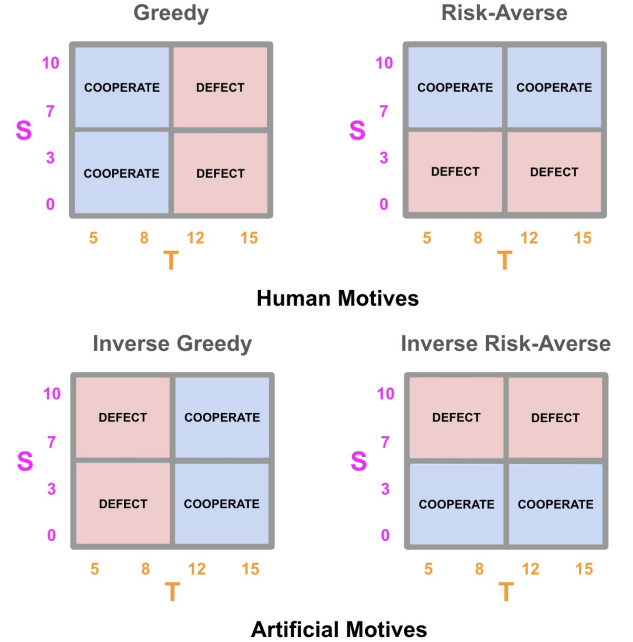 Greedy Risk-Averse
10 10
COOPERATE DEFECT COOPERATE COOPERATE
7 7
S S
3 3
COOPERATE DEFECT DEFECT DEFECT
0 0
5 8 12 15 5 8 12 15
T T
Human Motives
Inverse Greedy Inverse Risk-Averse
10 10
DEFECT COOPERATE DEFECT DEFECT
7 7
S S
3 3
DEFECT COOPERATE COOPERATE COOPERATE
0 0
5 8 12 15 5 8 12 15
T T
Artificial Motives